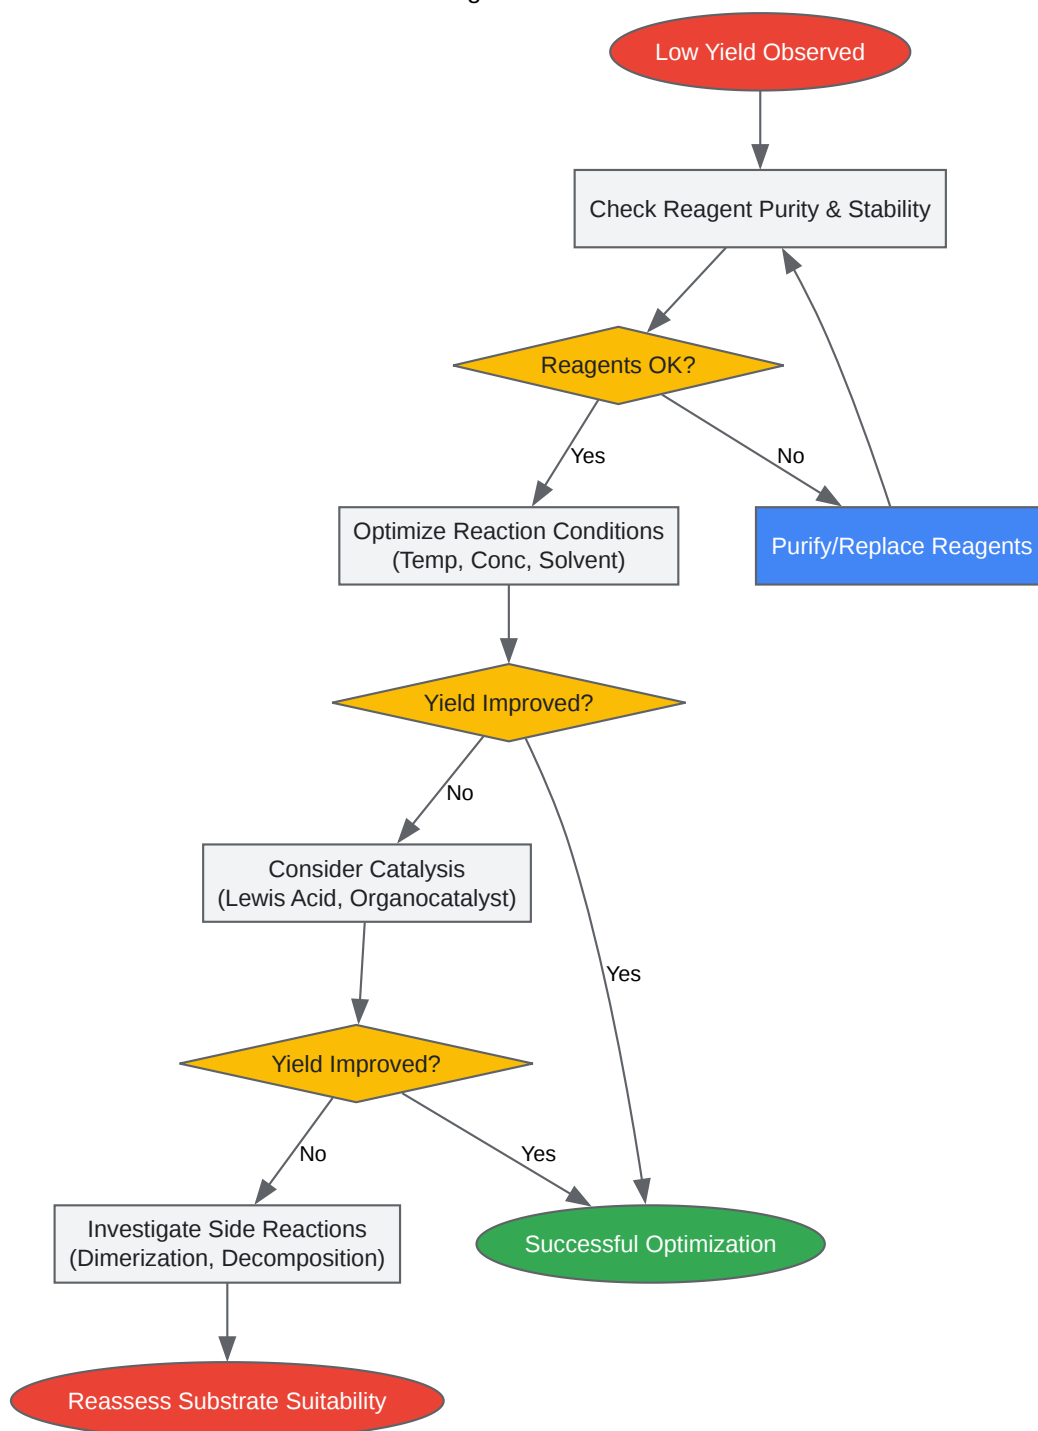 Low Yield Observed
Check Reagent Purity & Stability
Reagents OK?
Yes
No
Optimize Reaction Conditions
(Temp, Conc, Solvent)
Purify/Replace Reagents
Yield Improved?
No
Consider Catalysis
(Lewis Acid, Organocatalyst)
Yes
Yield Improved?
No
Yes
Investigate Side Reactions
(Dimerization, Decomposition)
Successful Optimization
Reassess Substrate Suitability